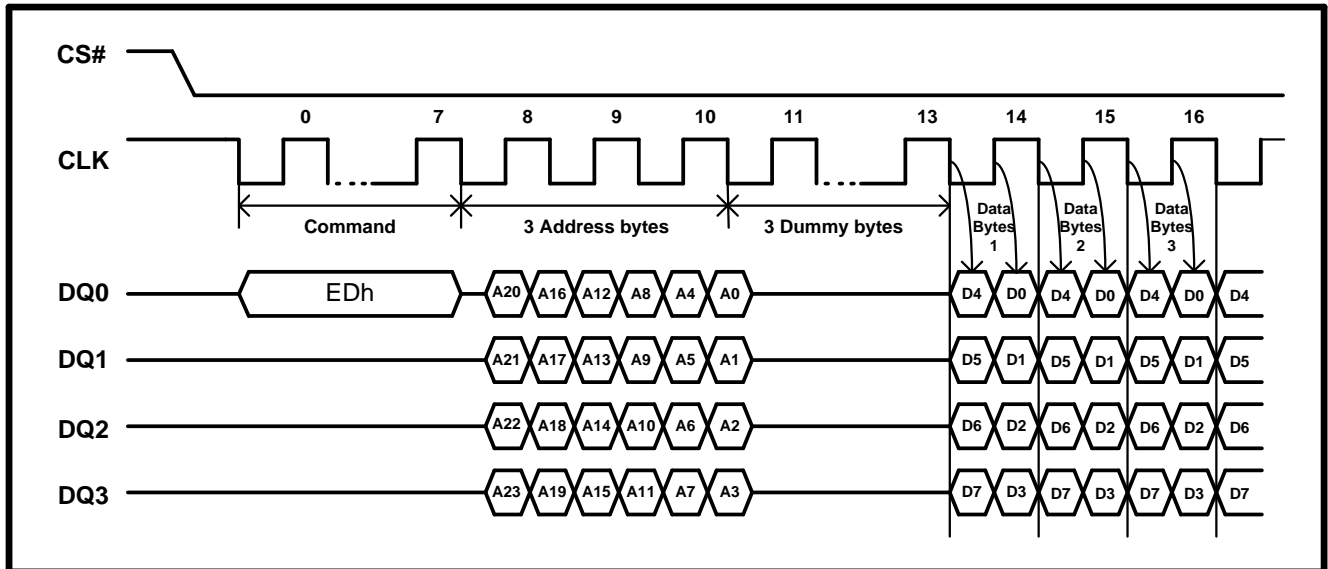 CS#
0 7 8 9 10 11 13 14 15 16
CLK
Command 3 Address bytes 3 Dummy bytes
Data Bytes 1
Data Bytes 2
Data Bytes 3
DQ0 EDh A20 A16 A12 A8 A4 A0 D4 D0 D4 D0 D4 D0 D4
DQ1 A21 A17 A13 A9 A5 A1 D5 D1 D5 D1 D5 D1 D5
DQ2 A22 A18 A14 A10 A6 A2 D6 D2 D6 D2 D6 D2 D6
DQ3 A23 A19 A15 A11 A7 A3 D7 D3 D7 D3 D7 D3 D7